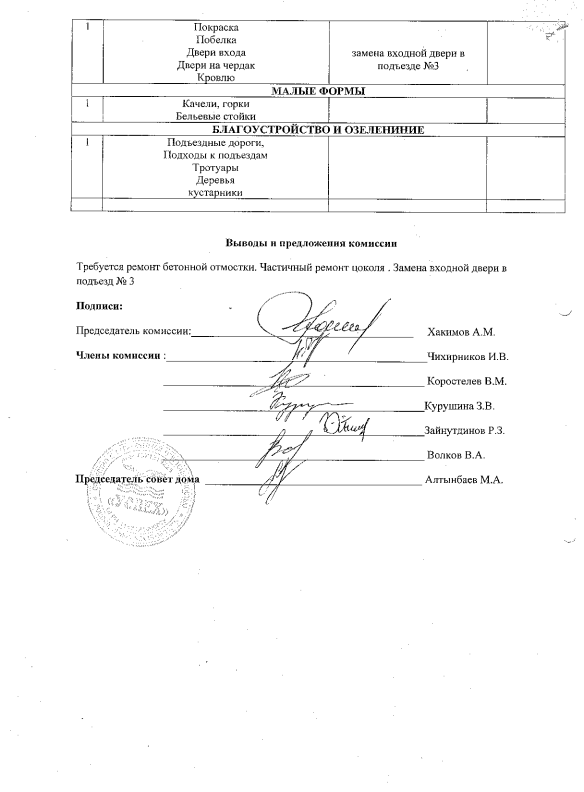 1 Покраска
Побелка
Двери входа замена входной двери в
Двери на чердак подъезде №3
Кровлю
МАЛЫЕ ФОРМЫ
1 Качели, горки
Бельевые стойки
БЛАГОУСТРОЙСТВО И ОЗЕЛЕНИНИЕ
1 Подъездные дороги,
Подходы к подъездам
Тротуары
Деревья
кустарники
Выводы и предложения комиссии
Требуется ремонт бетонной отмостки. Частичный ремонт цоколя . Замена входной двери в
подъезд № 3
Подписи:
Председатель комиссии: Хакимов А.М.
Члены комиссии : Чихирников И.В.
Коростелев В.М.
Курушина З.В.
Зайнутдинов Р.З.
Волков В.А.
Председатель совет дома Алтынбаев М.А.
«УСПЕХ»